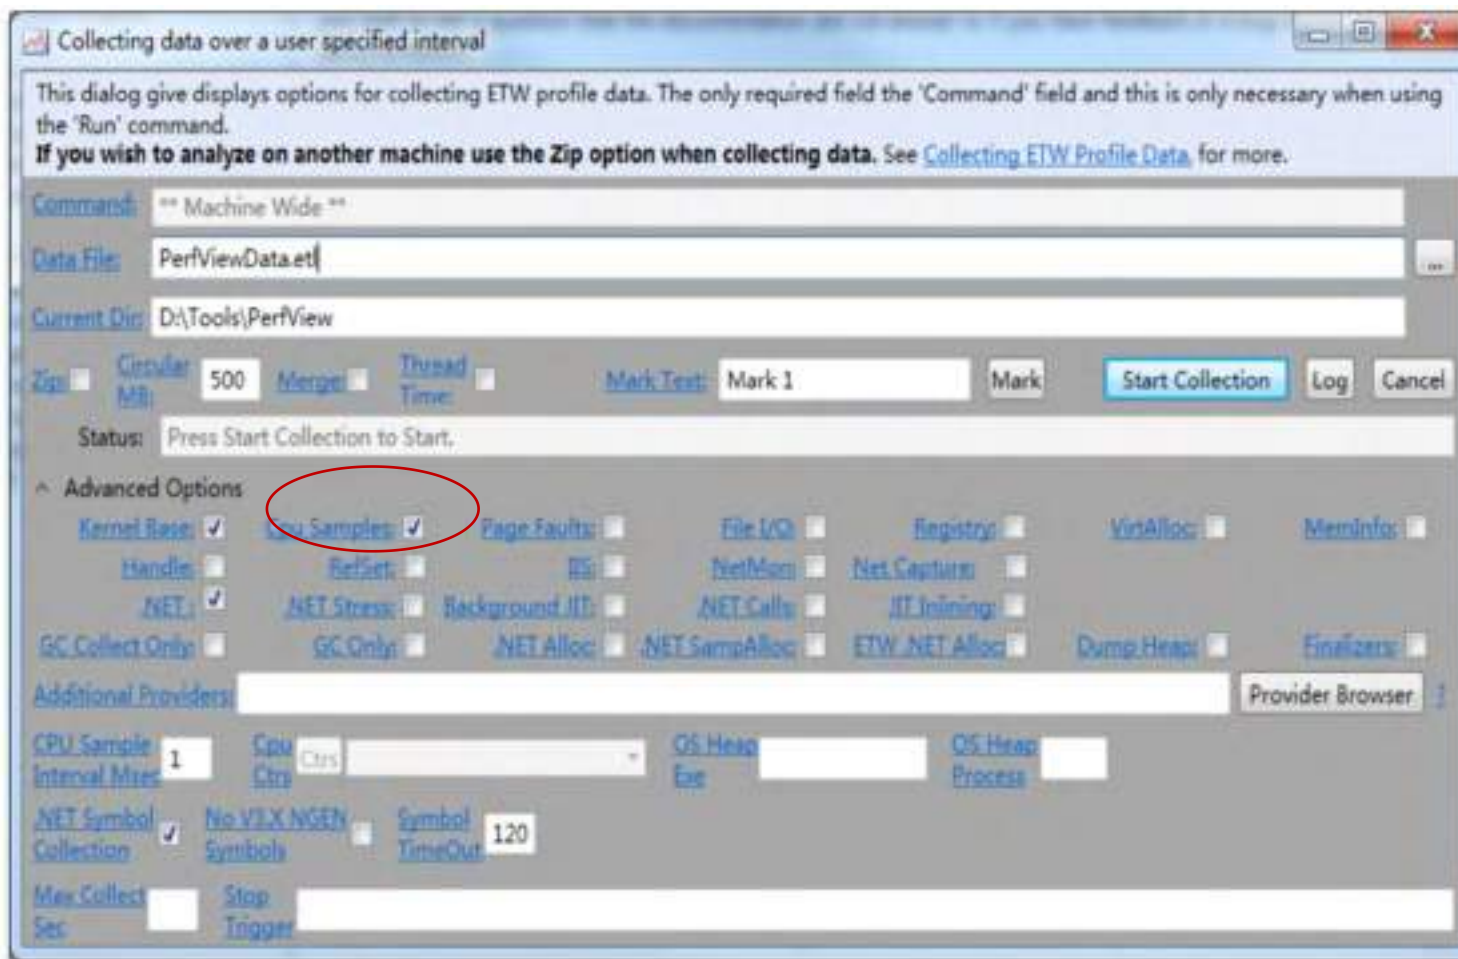 Collecting data over a user specified interval
This dialog give displays options for collecting ETW profile data. The only required field the 'Command' field and this is only necessary when using
the 'Run' command.
If you wish to analyze on another machine use the Zip option when collecting data. See Collecting ETW Profile Data, for more.
Command: ** Machine Wide **
Data File: PerfViewData.etl ...
Current Dir: D:\Tools\PerfView
Zip: Circular MB: 500 Merge: Thread Time: Mark Text: Mark 1 Mark Start Collection Log Cancel
Status: Press Start Collection to Start.
Advanced Options
Kernel Base: Cpu Samples: Page Faults: File I/O: Registry: VirtAlloc: MemInfo:
Handle: RefSet: IIS: NetMon: Net Capture:
.NET: .NET Stress: Background JIT: .NET Calls: JIT Inlining:
GC Collect Only: GC Only: .NET Alloc: .NET SampAlloc: ETW .NET Alloc: Dump Heap: Finalizers:
Additional Providers: Provider Browser
CPU Sample Interval Msec 1 Cpu Ctrs Ctrs OS Heap Exe OS Heap Process
.NET Symbol Collection No V3.X NGEN Symbols Symbol TimeOut 120
Max Collect Sec Stop Trigger